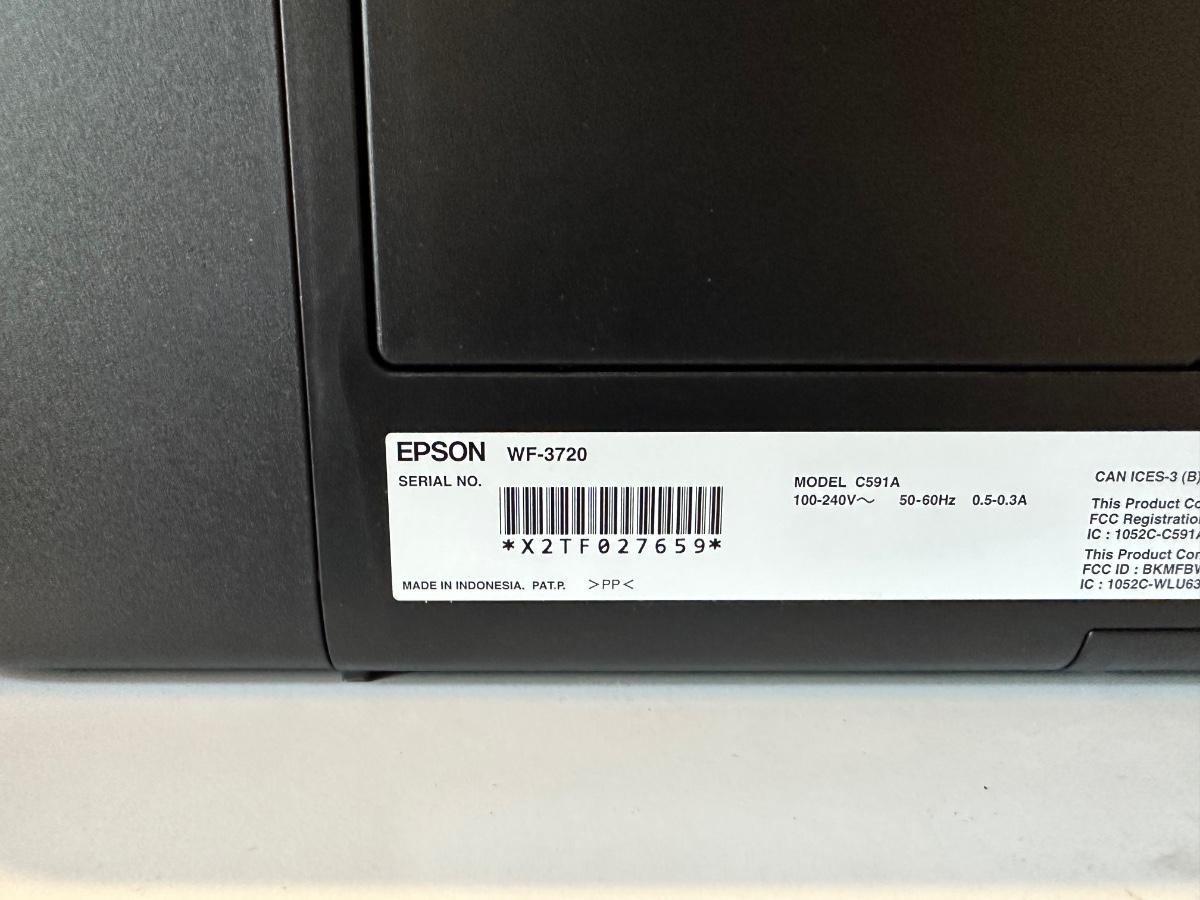 EPSON WF-3720
SERIAL NO.
*X2TF027659*
MADE IN INDONESIA. PAT.P. >PP<
MODEL C591A
100-240V～ 50-60Hz 0.5-0.3A
CAN ICES-3 (B)
This Product Co
FCC Registratio
IC : 1052C-C591A
This Product Con
FCC ID : BKMFBW
IC : 1052C-WLU63